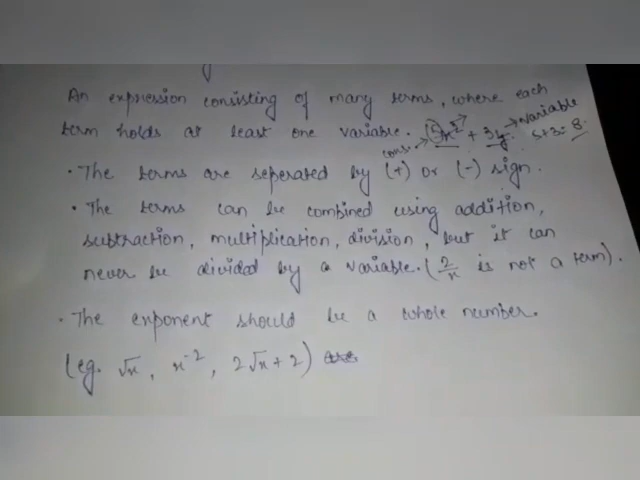 An expression consisting of many terms, where each
term holds at least one variable. 5x² + 3y → variable
cons. 5+3=8
• The terms are seperated by (+) or (-) sign.
• The terms can be combined using addition,
subtraction, multiplication, division, but it can
never be divided by a variable. (2/x is not a term).
• The exponent should be a whole number.
(eg. √x, x⁻², 2√x+2)